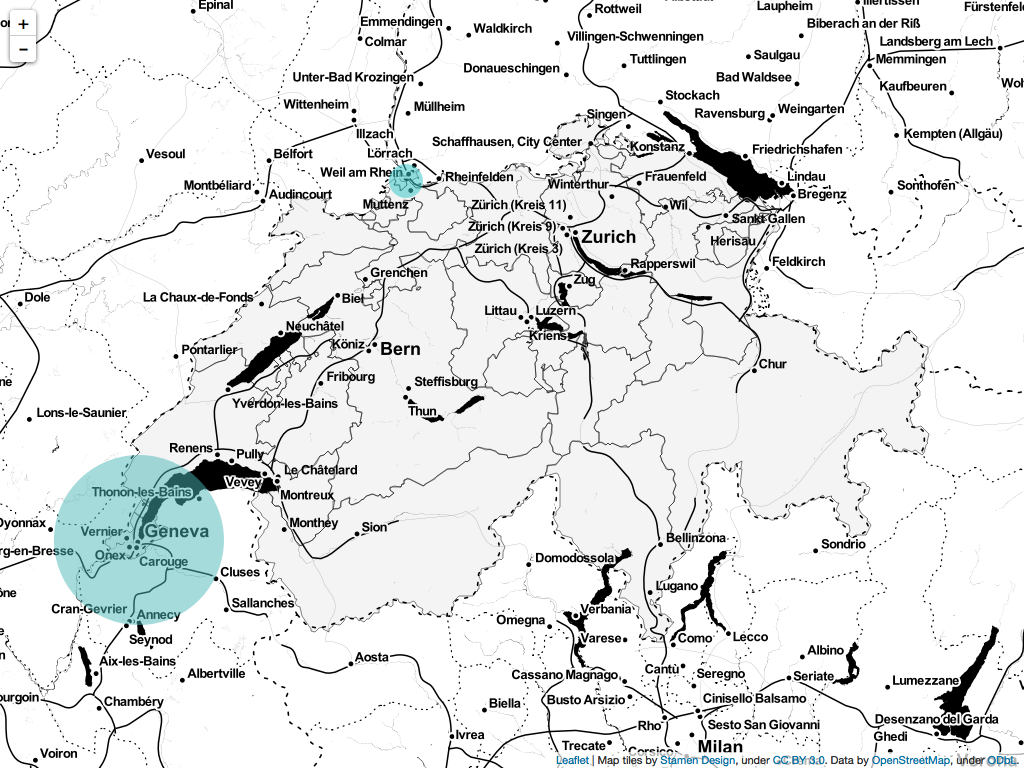 Epinal
Rottweil
Laupheim
Illertissen
+
Emmendingen
Waldkirch
Biberach an der Riß
−
Colmar
Villingen-Schwenningen
Landsberg am Lech
Tuttlingen
Saulgau
Memmingen
Donaueschingen
Bad Waldsee
Unter-Bad Krozingen
Kaufbeuren
Stockach
Wittenheim
Müllheim
Ravensburg
Weingarten
Singen
Illzach
Kempten (Allgäu)
Schaffhausen, City Center
Konstanz
Friedrichshafen
Vesoul
Belfort
Lörrach
Weil am Rhein
Rheinfelden
Frauenfeld
Lindau
Montbéliard
Winterthur
Sonthofen
Audincourt
Bregenz
Muttenz
Zürich (Kreis 11)
Wil
Sankt Gallen
Zürich (Kreis 9)
Zurich
Herisau
Zürich (Kreis 3)
Rapperswil
Feldkirch
Grenchen
Zug
Dole
La Chaux-de-Fonds
Biel
Littau
Luzern
Neuchâtel
Kriens
Köniz
Bern
Pontarlier
Chur
Fribourg
Steffisburg
Yverdon-les-Bains
Thun
Lons-le-Saunier
Renens
Pully
Le Châtelard
Vevey
Thonon-les-Bains
Montreux
Oyonnax
Monthey
Sion
Vernier
Geneva
Bellinzona
Onex
Sondrio
Carouge
Domodossola
Cluses
Lugano
Sallanches
Cran-Gevrier
Annecy
Verbania
Omegna
Seynod
Varese
Como
Lecco
Aix-les-Bains
Aosta
Albino
Albertville
Cantù
Cassano Magnago
Seregno
Seriate
Lumezzane
Chambéry
Biella
Busto Arsizio
Cinisello Balsamo
Rho
Sesto San Giovanni
Desenzano del Garda
Ivrea
Ghedi
Voiron
Trecate
Corsico
Milan
Leaflet | Map tiles by Stamen Design, under CC BY 3.0. Data by OpenStreetMap, under ODbL.